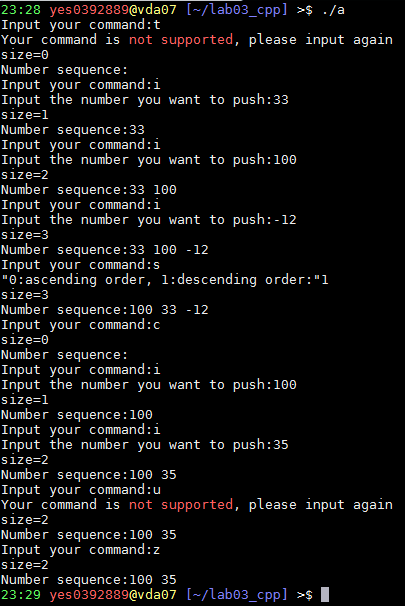 23:28 yes0392889@vda07 [~/lab03_cpp] >$ ./a
Input your command:t
Your command is not supported, please input again
size=0
Number sequence:
Input your command:i
Input the number you want to push:33
size=1
Number sequence:33
Input your command:i
Input the number you want to push:100
size=2
Number sequence:33 100
Input your command:i
Input the number you want to push:-12
size=3
Number sequence:33 100 -12
Input your command:s
"0:ascending order, 1:descending order:"1
size=3
Number sequence:100 33 -12
Input your command:c
size=0
Number sequence:
Input your command:i
Input the number you want to push:100
size=1
Number sequence:100
Input your command:i
Input the number you want to push:35
size=2
Number sequence:100 35
Input your command:u
Your command is not supported, please input again
size=2
Number sequence:100 35
Input your command:z
size=2
Number sequence:100 35
23:29 yes0392889@vda07 [~/lab03_cpp] >$